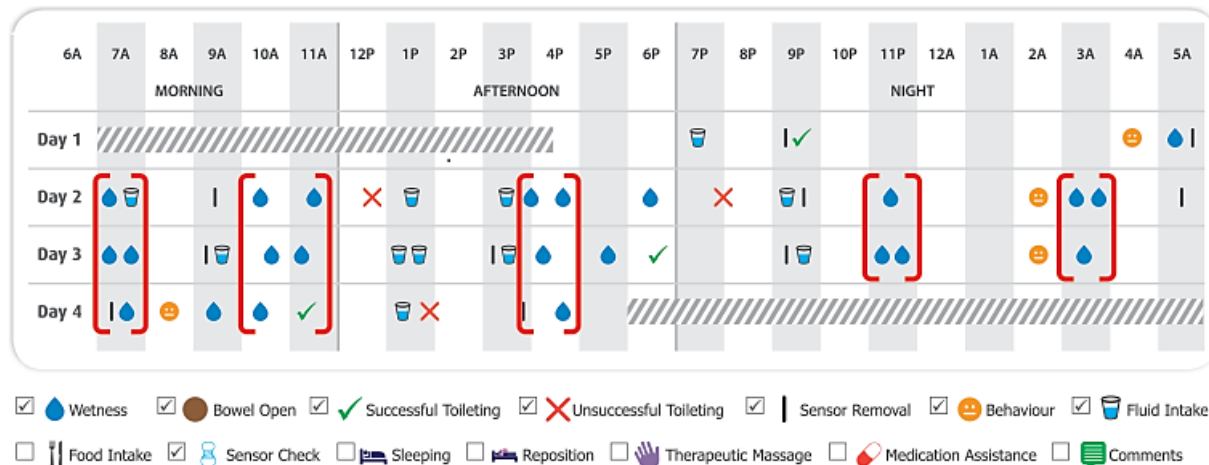 6A 7A 8A 9A 10A 11A 12P 1P 2P 3P 4P 5P 6P 7P 8P 9P 10P 11P 12A 1A 2A 3A 4A 5A
MORNING AFTERNOON NIGHT
Day 1
Day 2
Day 3
Day 4
Wetness Bowel Open Successful Toileting Unsuccessful Toileting Sensor Removal Behaviour Fluid Intake
Food Intake Sensor Check Sleeping Reposition Therapeutic Massage Medication Assistance Comments